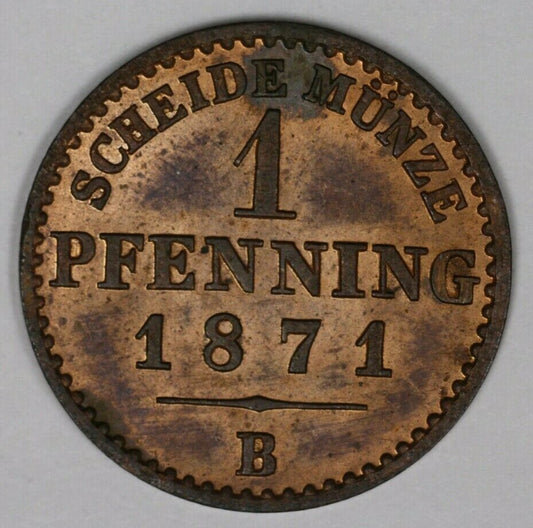 SCHEIDE MÜNZE
1
PFENNING
1871
B